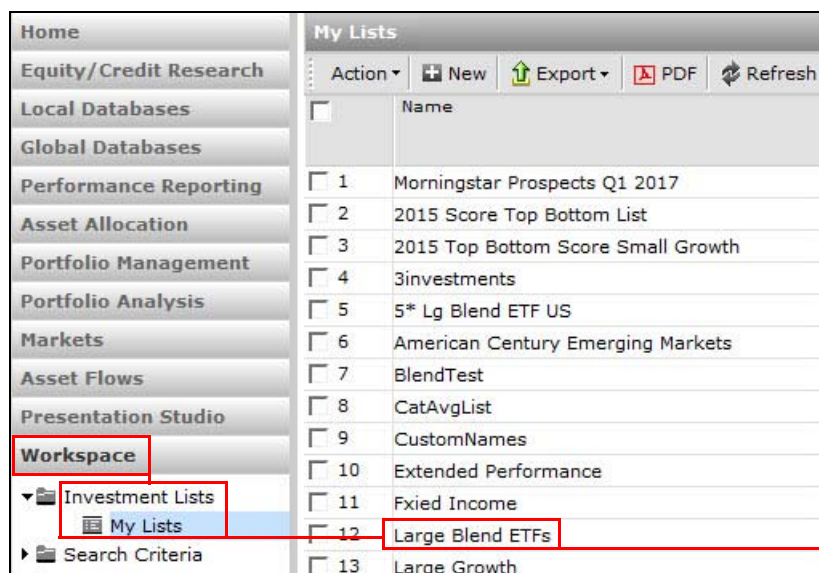 Home
Equity/Credit Research
Local Databases
Global Databases
Performance Reporting
Asset Allocation
Portfolio Management
Portfolio Analysis
Markets
Asset Flows
Presentation Studio
Workspace
Investment Lists
My Lists
Search Criteria
My Lists
Action New Export PDF Refresh
Name
1 Morningstar Prospects Q1 2017
2 2015 Score Top Bottom List
3 2015 Top Bottom Score Small Growth
4 3investments
5 5* Lg Blend ETF US
6 American Century Emerging Markets
7 BlendTest
8 CatAvgList
9 CustomNames
10 Extended Performance
11 Fxied Income
12 Large Blend ETFs
13 Large Growth